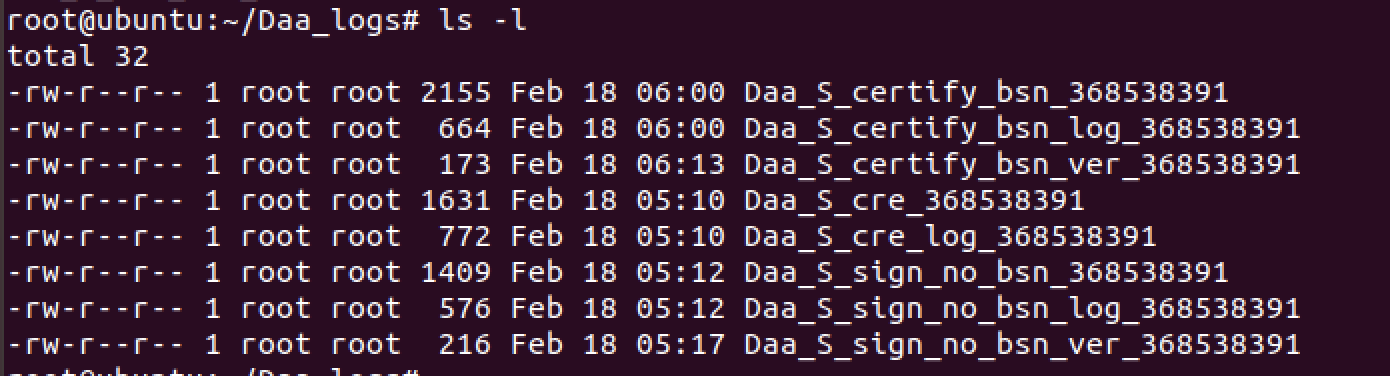 root@ubuntu:~/Daa_logs# ls -l
total 32
-rw-r--r-- 1 root root 2155 Feb 18 06:00 Daa_S_certify_bsn_368538391
-rw-r--r-- 1 root root  664 Feb 18 06:00 Daa_S_certify_bsn_log_368538391
-rw-r--r-- 1 root root  173 Feb 18 06:13 Daa_S_certify_bsn_ver_368538391
-rw-r--r-- 1 root root 1631 Feb 18 05:10 Daa_S_cre_368538391
-rw-r--r-- 1 root root  772 Feb 18 05:10 Daa_S_cre_log_368538391
-rw-r--r-- 1 root root 1409 Feb 18 05:12 Daa_S_sign_no_bsn_368538391
-rw-r--r-- 1 root root  576 Feb 18 05:12 Daa_S_sign_no_bsn_log_368538391
-rw-r--r-- 1 root root  216 Feb 18 05:17 Daa_S_sign_no_bsn_ver_368538391
root@ubuntu:~/Daa_logs#